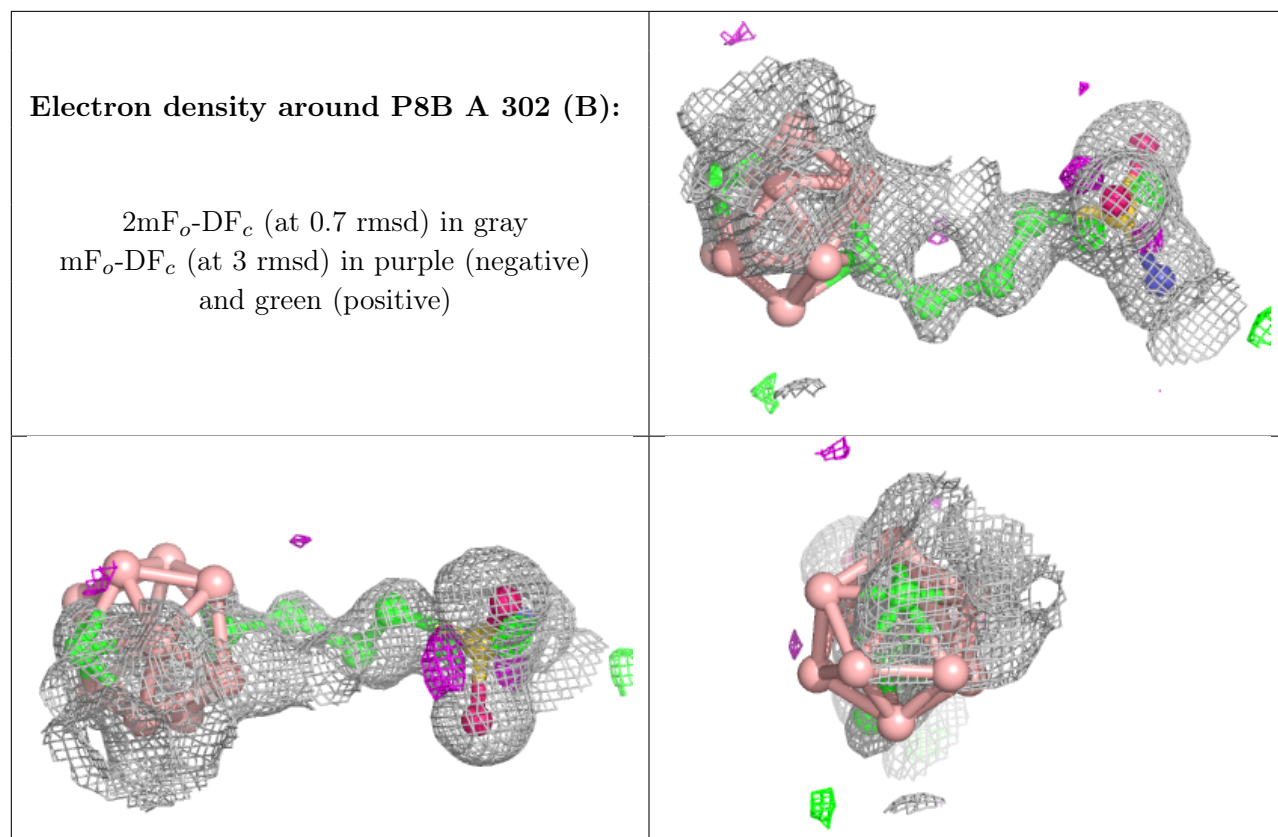 Electron density around P8B A 302 (B):
2mFₒ-DF𝒸 (at 0.7 rmsd) in gray
mFₒ-DF𝒸 (at 3 rmsd) in purple (negative)
and green (positive)